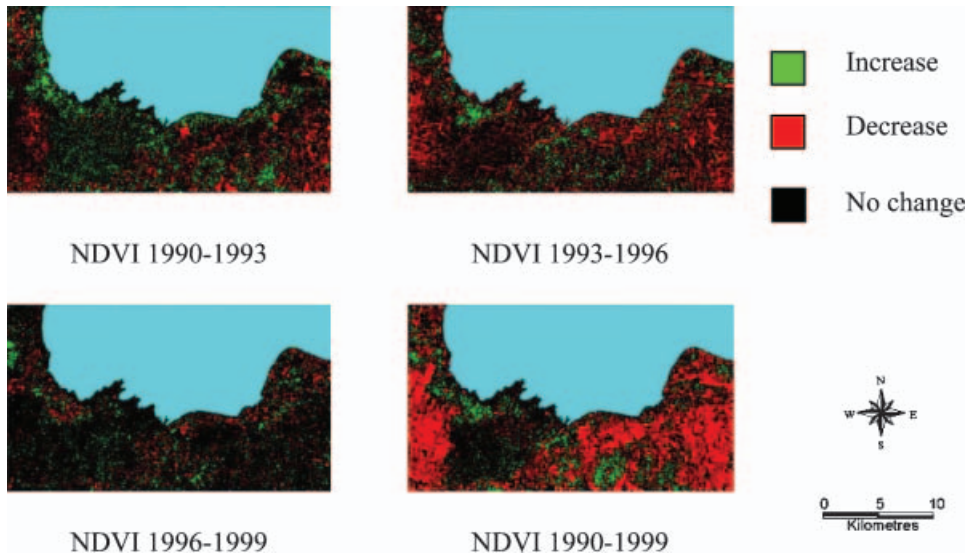 Increase
Decrease
No change
NDVI 1990-1993
NDVI 1993-1996
NDVI 1996-1999
NDVI 1990-1999
N
W E
S
0 5 10
Kilometres